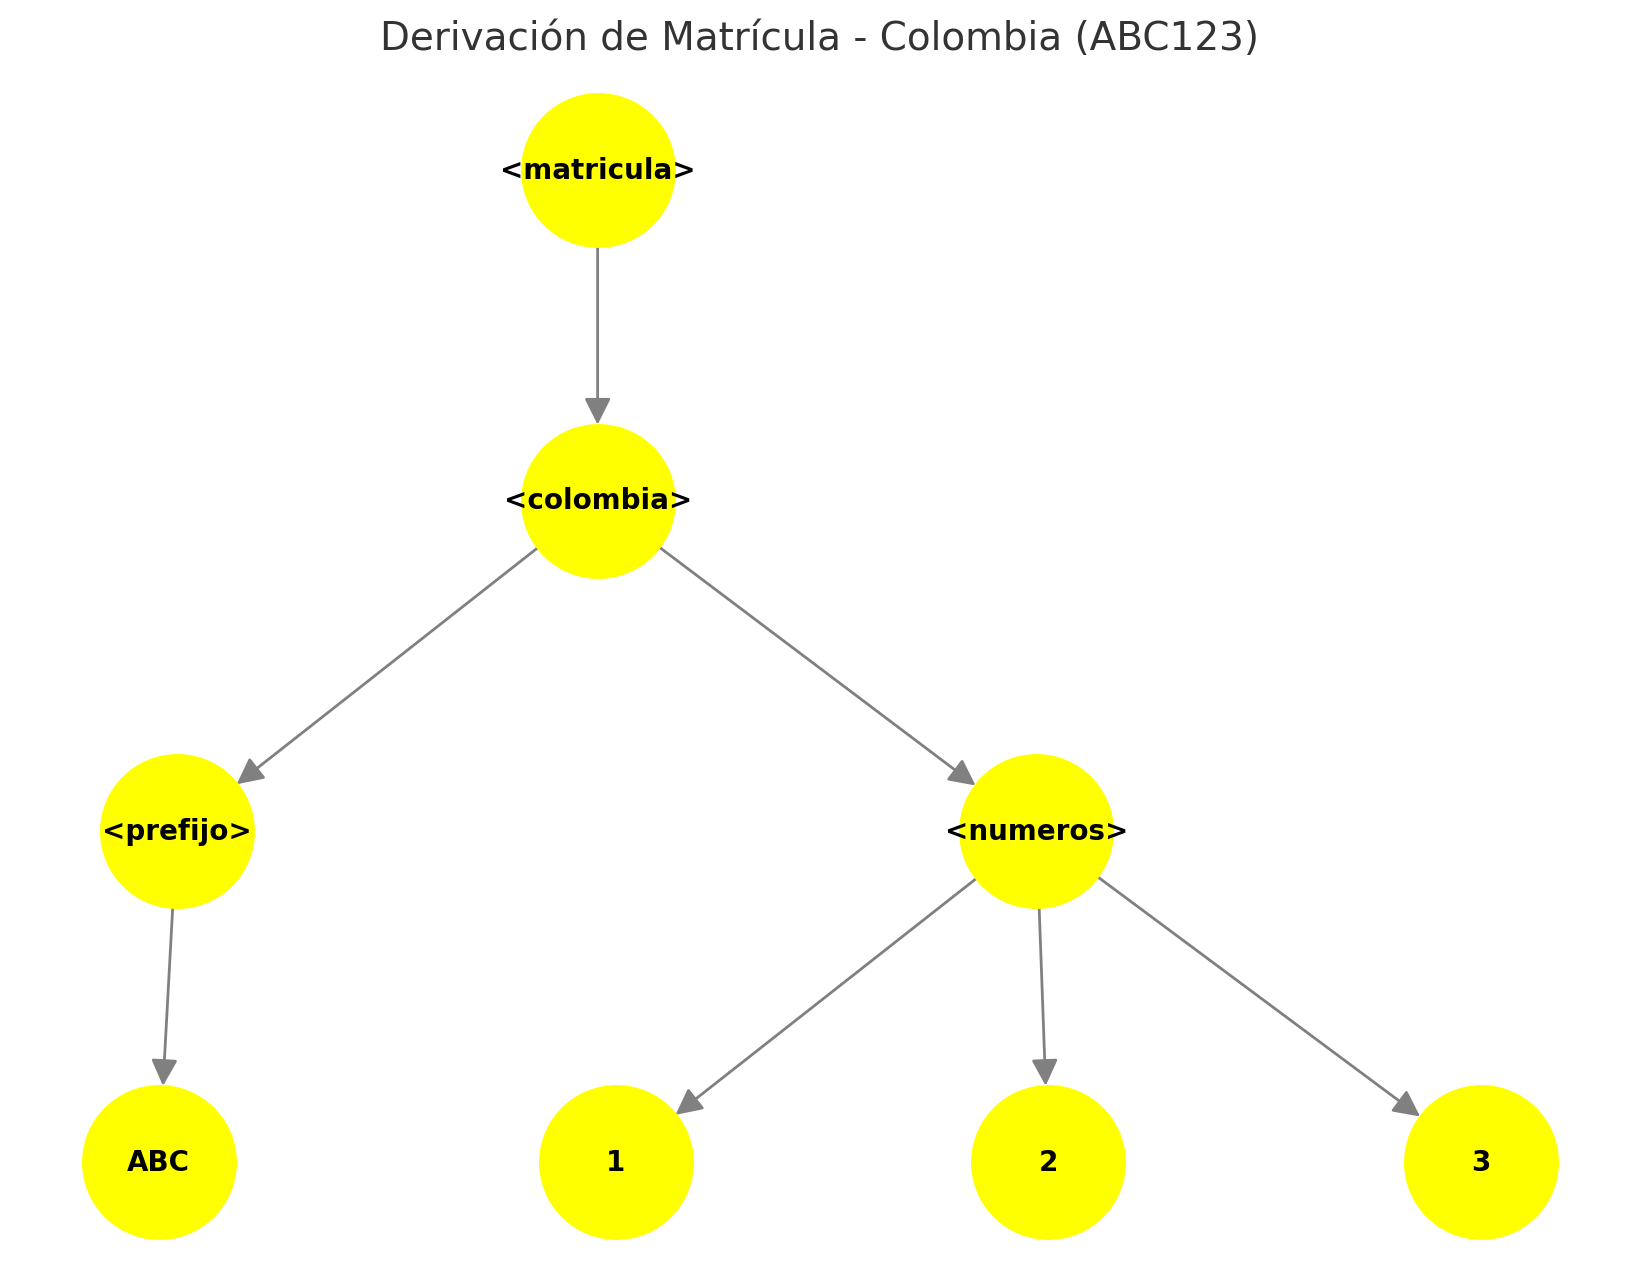 Derivación de Matrícula - Colombia (ABC123)
<matricula>
<colombia>
<prefijo>
<numeros>
ABC
1
2
3